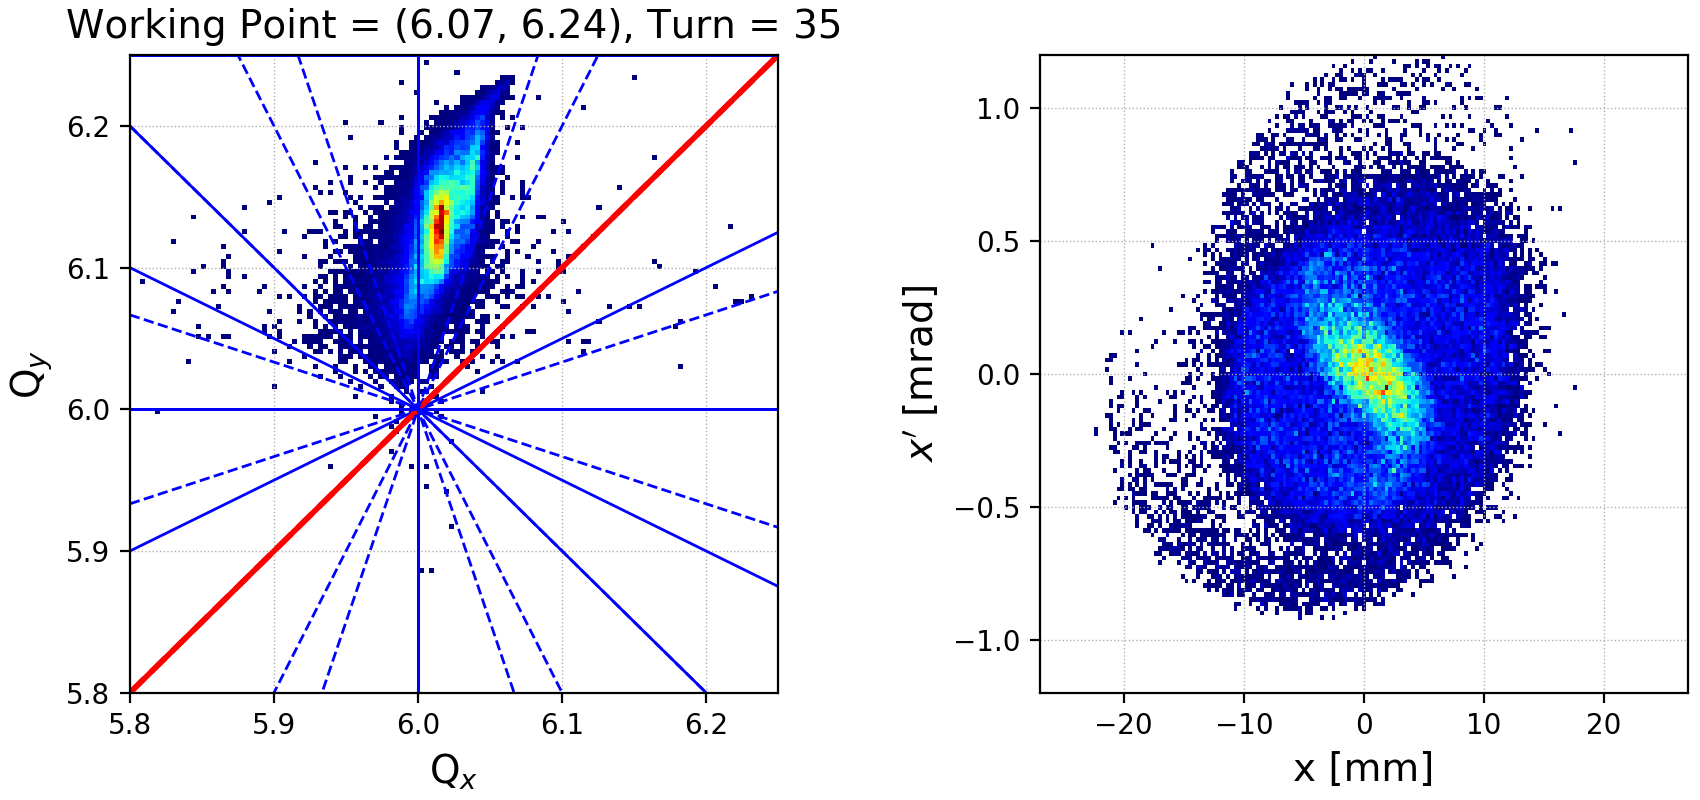 Working Point = (6.07, 6.24), Turn = 35
6.2
6.1
6.0
5.9
5.8
Q_y
5.8 5.9 6.0 6.1 6.2
Q_x
1.0
0.5
0.0
−0.5
−1.0
x′ [mrad]
−20 −10 0 10 20
x [mm]